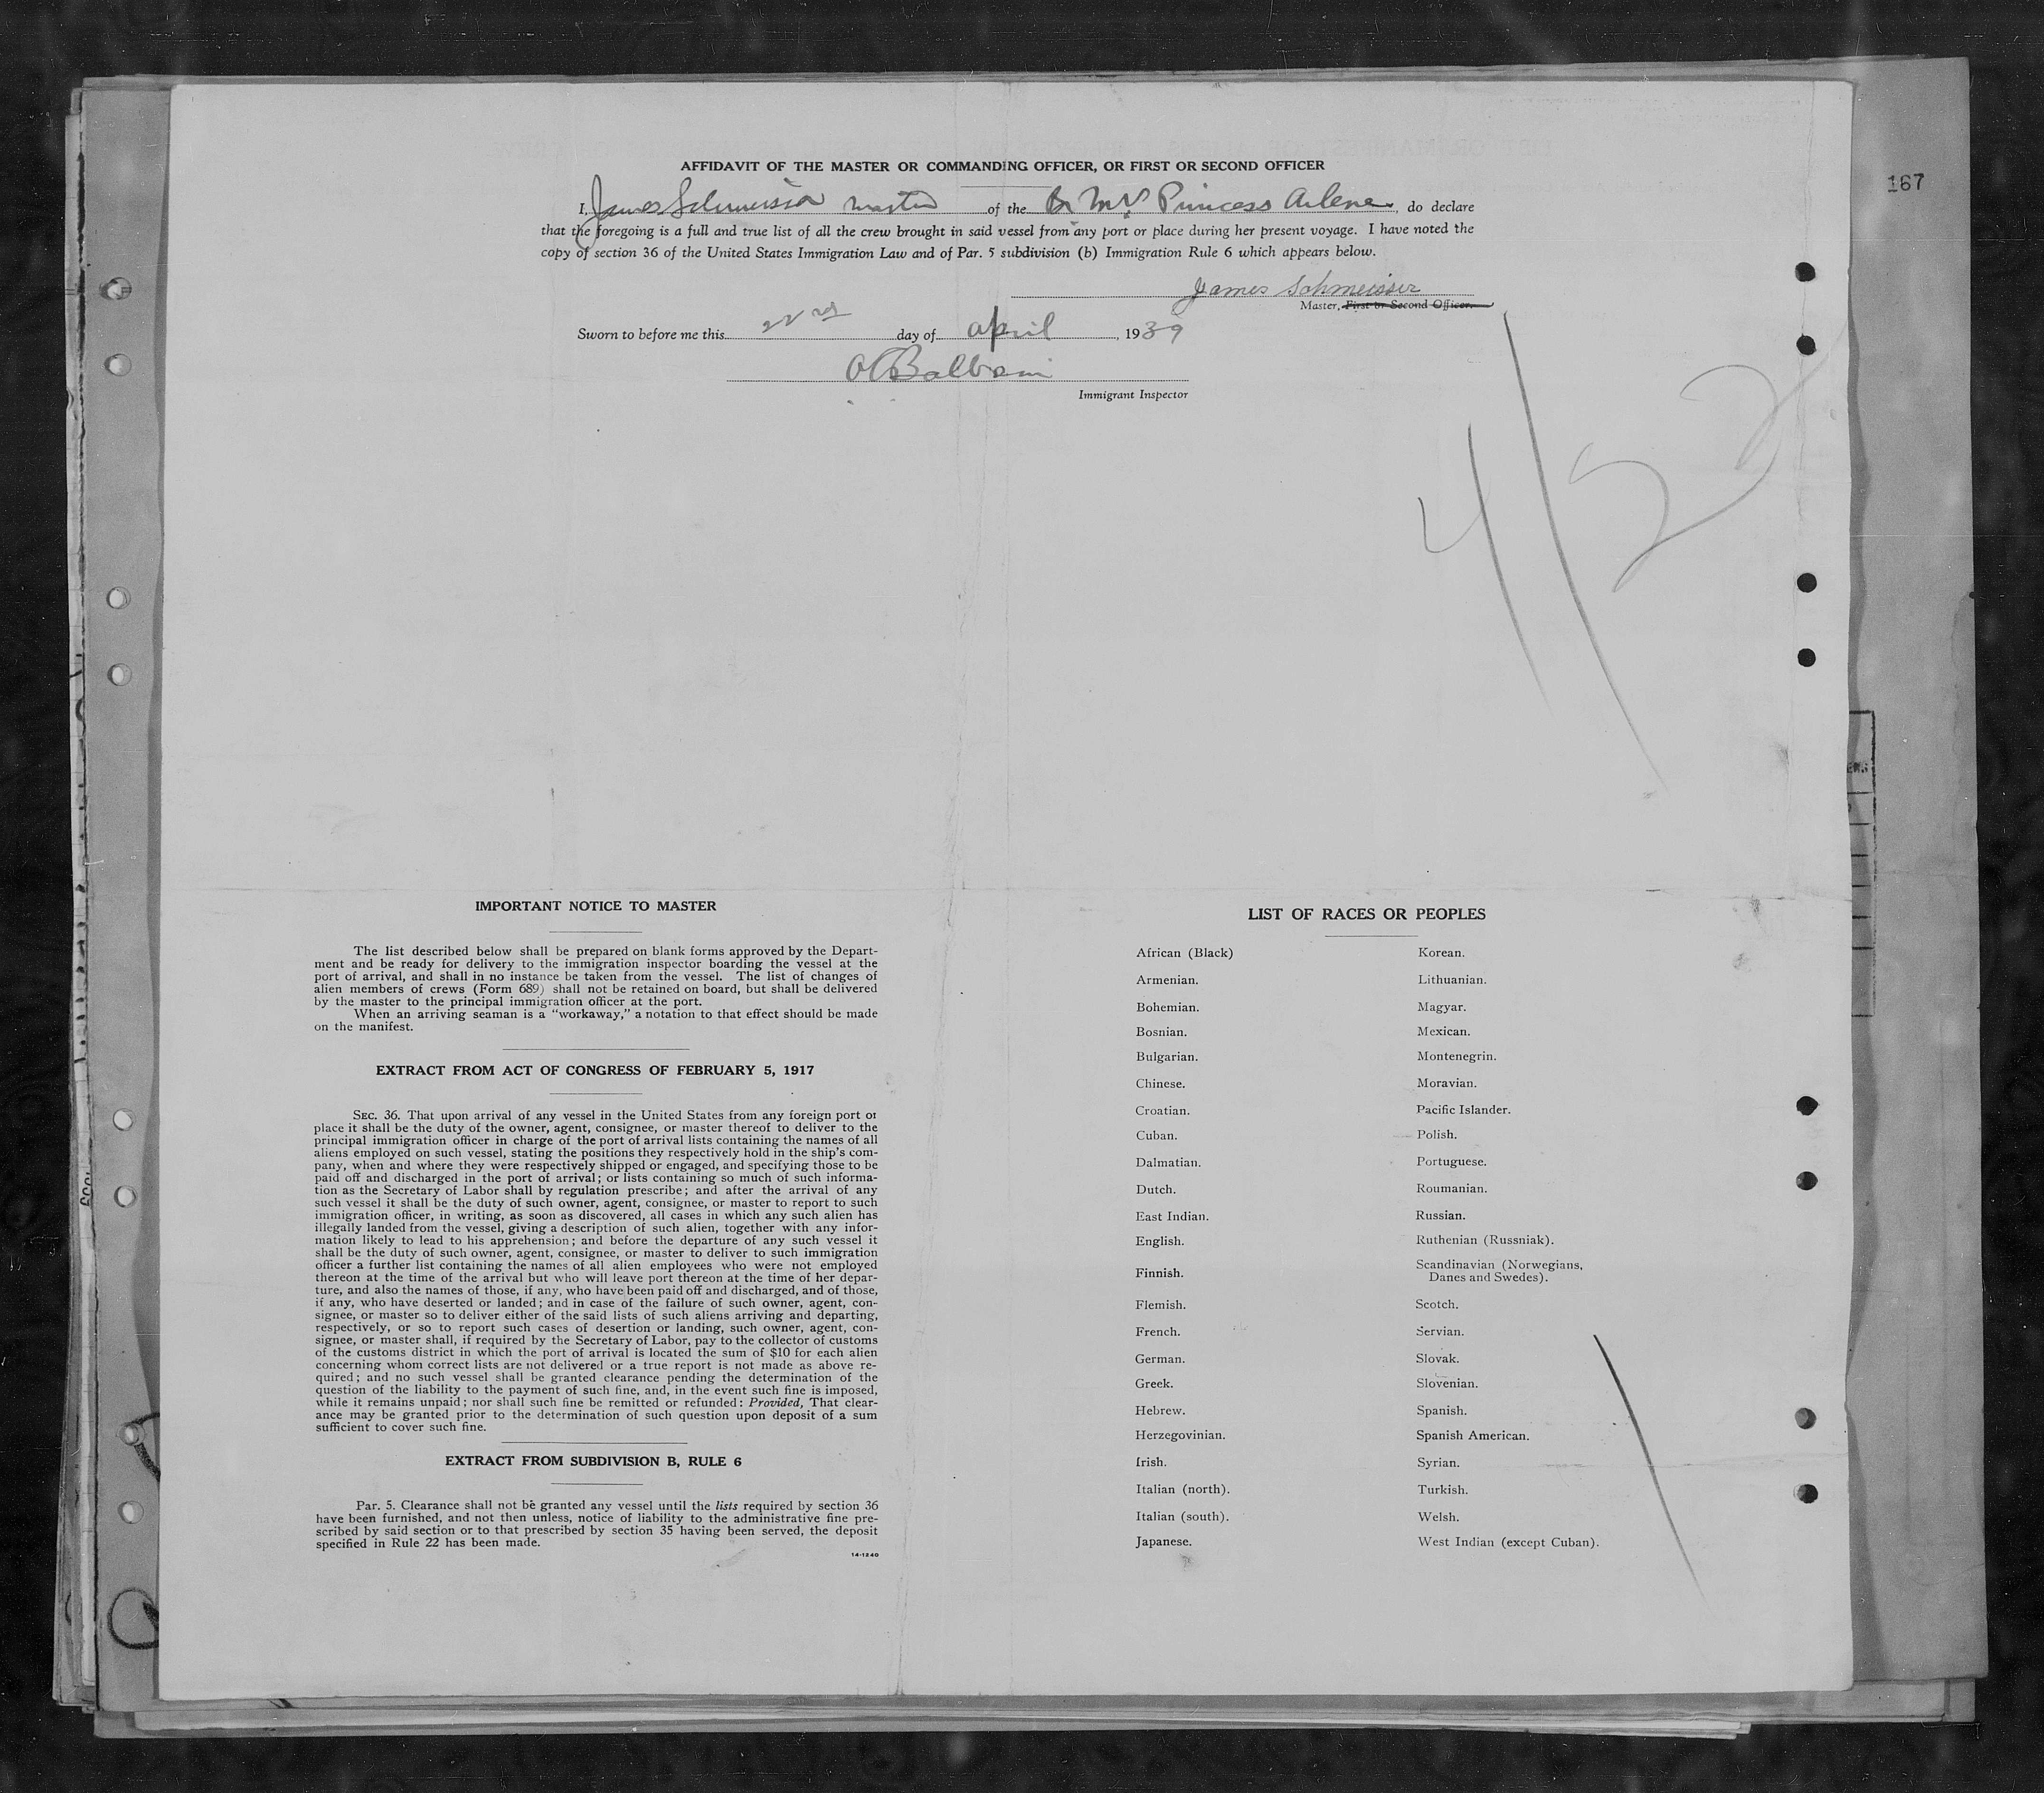 167
AFFIDAVIT OF THE MASTER OR COMMANDING OFFICER, OR FIRST OR SECOND OFFICER
I, James Schmeisser master of the Br M/V Princess Arlene, do declare
that the foregoing is a full and true list of all the crew brought in said vessel from any port or place during her present voyage. I have noted the
copy of section 36 of the United States Immigration Law and of Par. 5 subdivision (b) Immigration Rule 6 which appears below.
James Schmeisser
Master, First or Second Officer.
Sworn to before me this 22nd day of april, 1939
Immigrant Inspector
4/22
IMPORTANT NOTICE TO MASTER
The list described below shall be prepared on blank forms approved by the Depart-
ment and be ready for delivery to the immigration inspector boarding the vessel at the
port of arrival, and shall in no instance be taken from the vessel. The list of changes of
alien members of crews (Form 689) shall not be retained on board, but shall be delivered
by the master to the principal immigration officer at the port.
When an arriving seaman is a “workaway,” a notation to that effect should be made
on the manifest.
EXTRACT FROM ACT OF CONGRESS OF FEBRUARY 5, 1917
SEC. 36. That upon arrival of any vessel in the United States from any foreign port or
place it shall be the duty of the owner, agent, consignee, or master thereof to deliver to the
principal immigration officer in charge of the port of arrival lists containing the names of all
aliens employed on such vessel, stating the positions they respectively hold in the ship’s com-
pany, when and where they were respectively shipped or engaged, and specifying those to be
paid off and discharged in the port of arrival; or lists containing so much of such informa-
tion as the Secretary of Labor shall by regulation prescribe; and after the arrival of any
such vessel it shall be the duty of such owner, agent, consignee, or master to report to such
immigration officer, in writing, as soon as discovered, all cases in which any such alien has
illegally landed from the vessel, giving a description of such alien, together with any infor-
mation likely to lead to his apprehension; and before the departure of any such vessel it
shall be the duty of such owner, agent, consignee, or master to deliver to such immigration
officer a further list containing the names of all alien employees who were not employed
thereon at the time of the arrival but who will leave port thereon at the time of her depar-
ture, and also the names of those, if any, who have been paid off and discharged, and of those,
if any, who have deserted or landed; and in case of the failure of such owner, agent, con-
signee, or master so to deliver either of the said lists of such aliens arriving and departing,
respectively, or so to report such cases of desertion or landing, such owner, agent, con-
signee, or master shall, if required by the Secretary of Labor, pay to the collector of customs
of the customs district in which the port of arrival is located the sum of $10 for each alien
concerning whom correct lists are not delivered or a true report is not made as above re-
quired; and no such vessel shall be granted clearance pending the determination of the
question of the liability to the payment of such fine, and, in the event such fine is imposed,
while it remains unpaid; nor shall such fine be remitted or refunded: Provided, That clear-
ance may be granted prior to the determination of such question upon deposit of a sum
sufficient to cover such fine.
EXTRACT FROM SUBDIVISION B, RULE 6
Par. 5. Clearance shall not be granted any vessel until the lists required by section 36
have been furnished, and not then unless, notice of liability to the administrative fine pre-
scribed by said section or to that prescribed by section 35 having been served, the deposit
specified in Rule 22 has been made.
14-1240
LIST OF RACES OR PEOPLES
African (Black)
Armenian.
Bohemian.
Bosnian.
Bulgarian.
Chinese.
Croatian.
Cuban.
Dalmatian.
Dutch.
East Indian.
English.
Finnish.
Flemish.
French.
German.
Greek.
Hebrew.
Herzegovinian.
Irish.
Italian (north).
Italian (south).
Japanese.
Korean.
Lithuanian.
Magyar.
Mexican.
Montenegrin.
Moravian.
Pacific Islander.
Polish.
Portuguese.
Roumanian.
Russian.
Ruthenian (Russniak).
Scandinavian (Norwegians,
Danes and Swedes).
Scotch.
Servian.
Slovak.
Slovenian.
Spanish.
Spanish American.
Syrian.
Turkish.
Welsh.
West Indian (except Cuban).